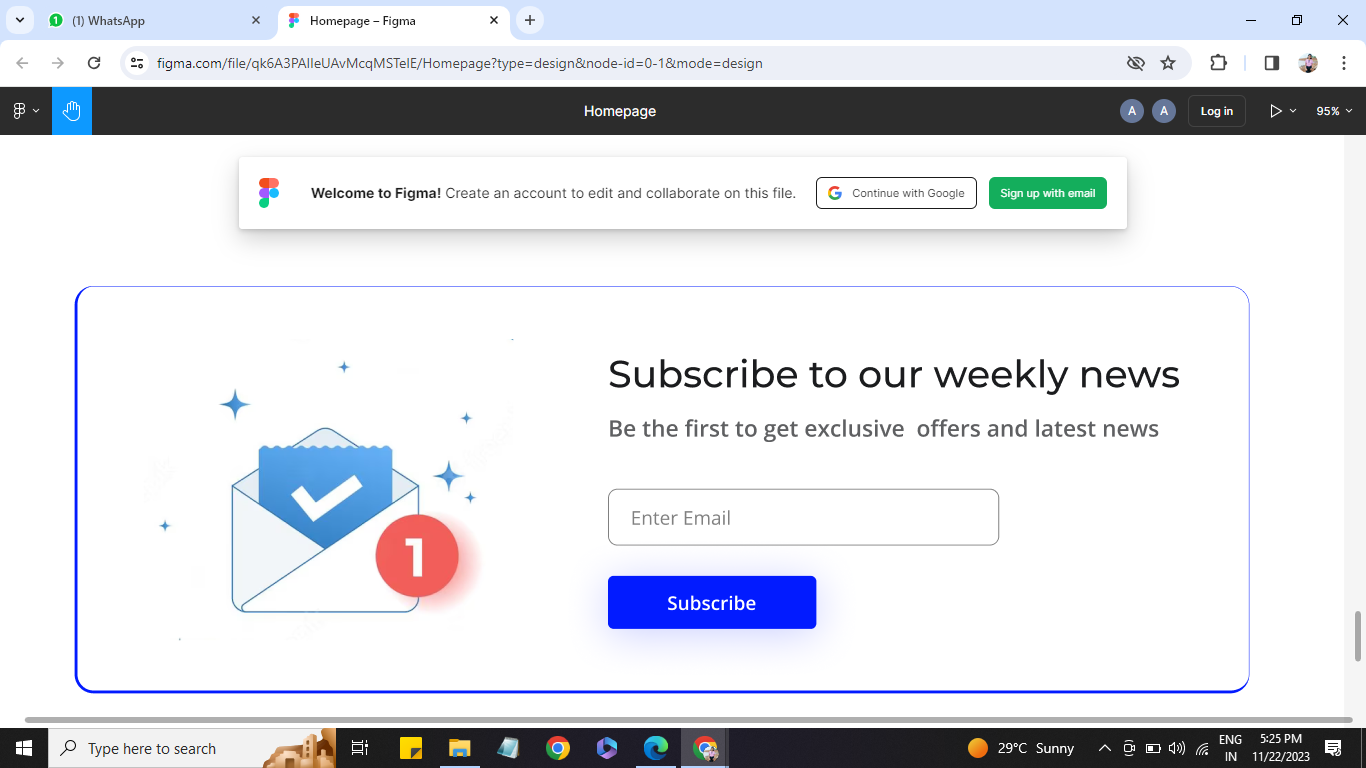 (1) WhatsApp
Homepage – Figma
figma.com/file/qk6A3PAIIeUAvMcqMSTelE/Homepage?type=design&node-id=0-1&mode=design
Homepage
A
A
Log in
95%
Welcome to Figma! Create an account to edit and collaborate on this file.
Continue with Google
Sign up with email
Subscribe to our weekly news
Be the first to get exclusive  offers and latest news
1
Enter Email
Subscribe
Type here to search
29°C Sunny
ENG
IN
5:25 PM
11/22/2023